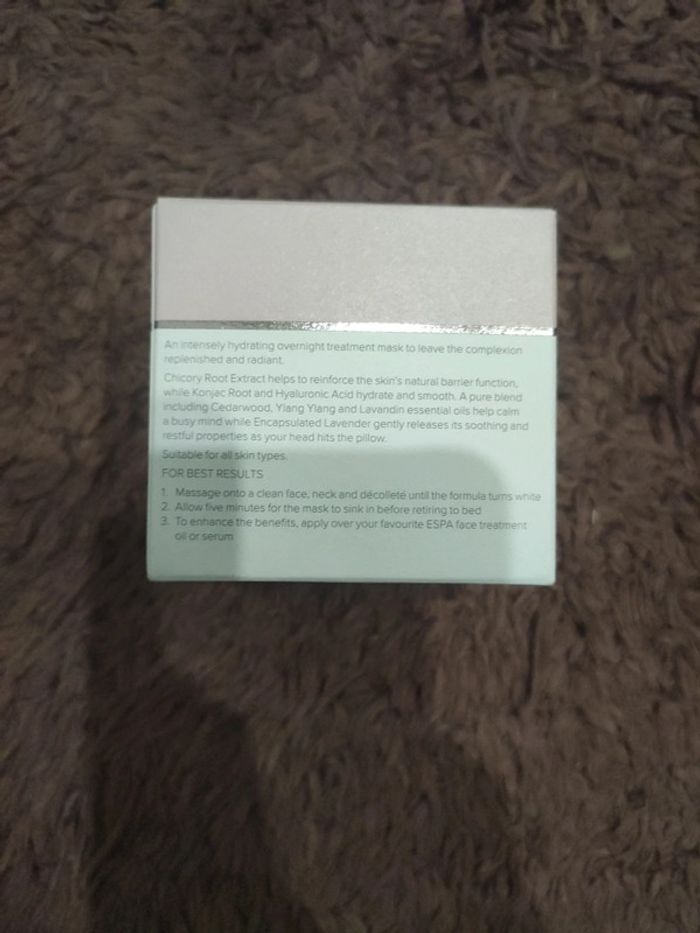 An intensely hydrating overnight treatment mask to leave the complexion
replenished and radiant.
Chicory Root Extract helps to reinforce the skin's natural barrier function,
while Konjac Root and Hyaluronic Acid hydrate and smooth. A pure blend
including Cedarwood, Ylang Ylang and Lavandin essential oils help calm
a busy mind while Encapsulated Lavender gently releases its soothing and
restful properties as your head hits the pillow.
Suitable for all skin types.
FOR BEST RESULTS
1. Massage onto a clean face, neck and décolleté until the formula turns white
2. Allow five minutes for the mask to sink in before retiring to bed
3. To enhance the benefits, apply over your favourite ESPA face treatment
oil or serum